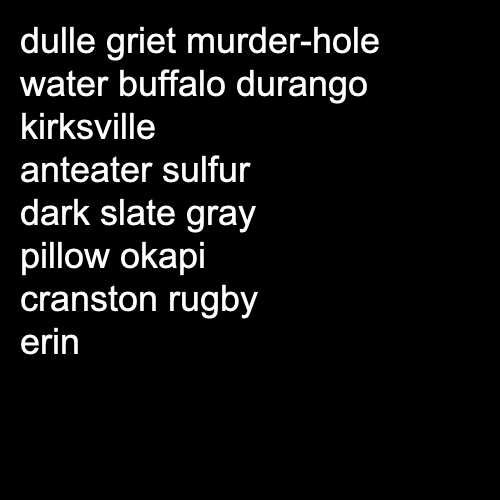 dulle griet murder-hole
water buffalo durango
kirksville
anteater sulfur
dark slate gray
pillow okapi
cranston rugby
erin